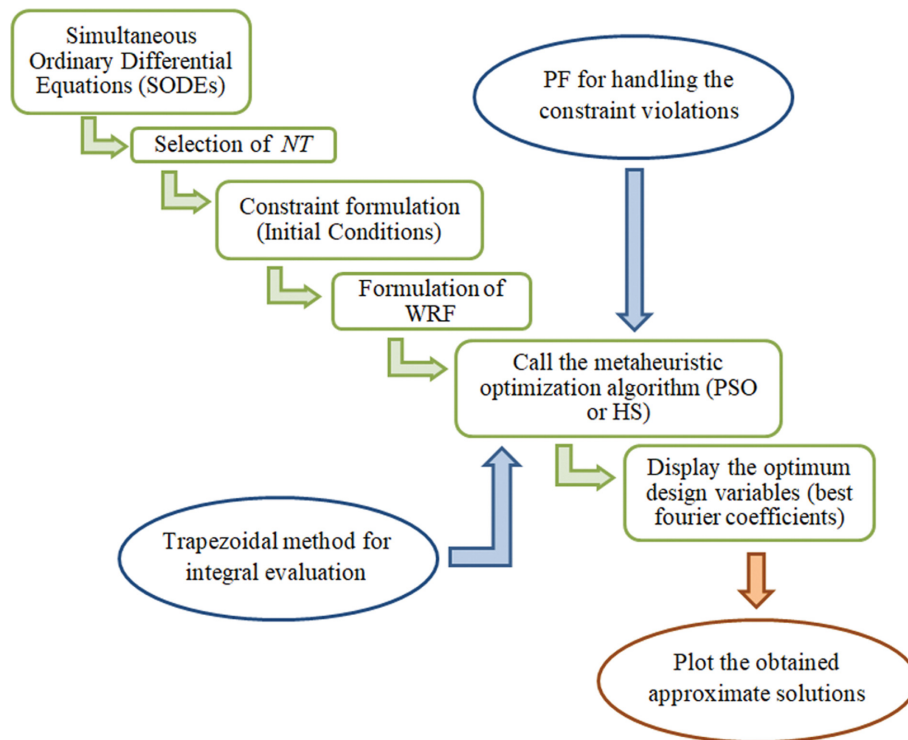 Simultaneous
Ordinary Differential
Equations (SODEs)
PF for handling the
constraint violations
Selection of NT
Constraint formulation
(Initial Conditions)
Formulation of
WRF
Call the metaheuristic
optimization algorithm (PSO
or HS)
Display the optimum
design variables (best
fourier coefficients)
Trapezoidal method for
integral evaluation
Plot the obtained
approximate solutions